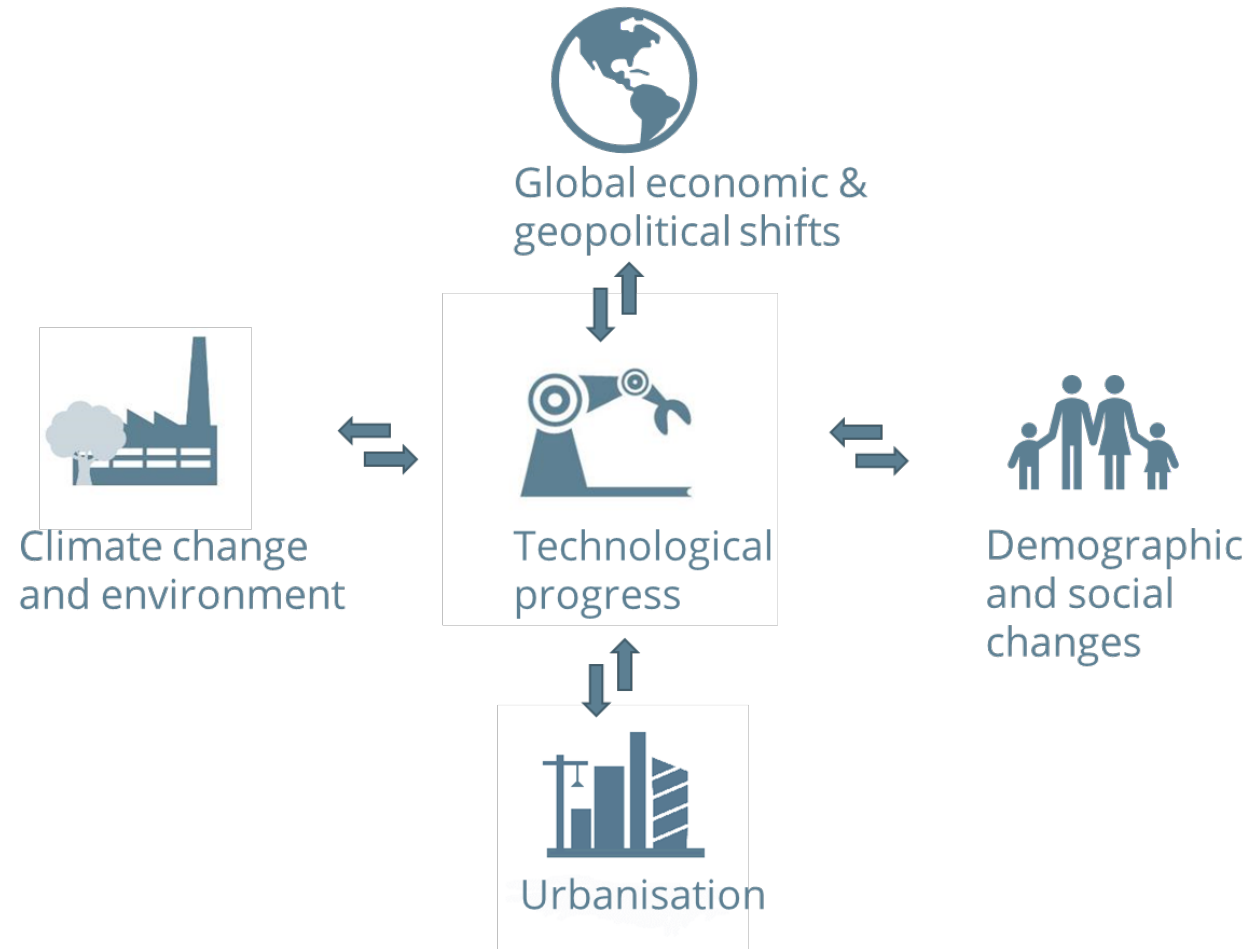 Global economic &
geopolitical shifts
Climate change
and environment
Technological
progress
Demographic
and social
changes
Urbanisation